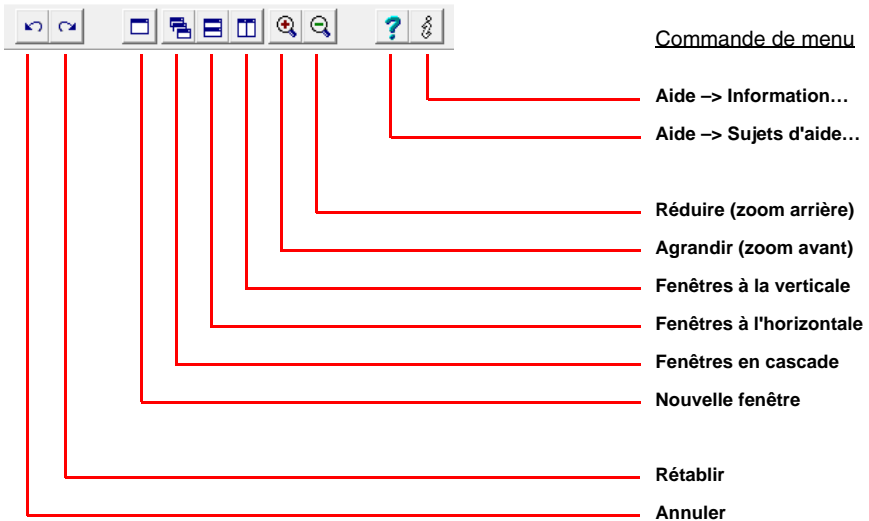 Commande de menu
Aide –> Information…
Aide –> Sujets d'aide…
Réduire (zoom arrière)
Agrandir (zoom avant)
Fenêtres à la verticale
Fenêtres à l'horizontale
Fenêtres en cascade
Nouvelle fenêtre
Rétablir
Annuler